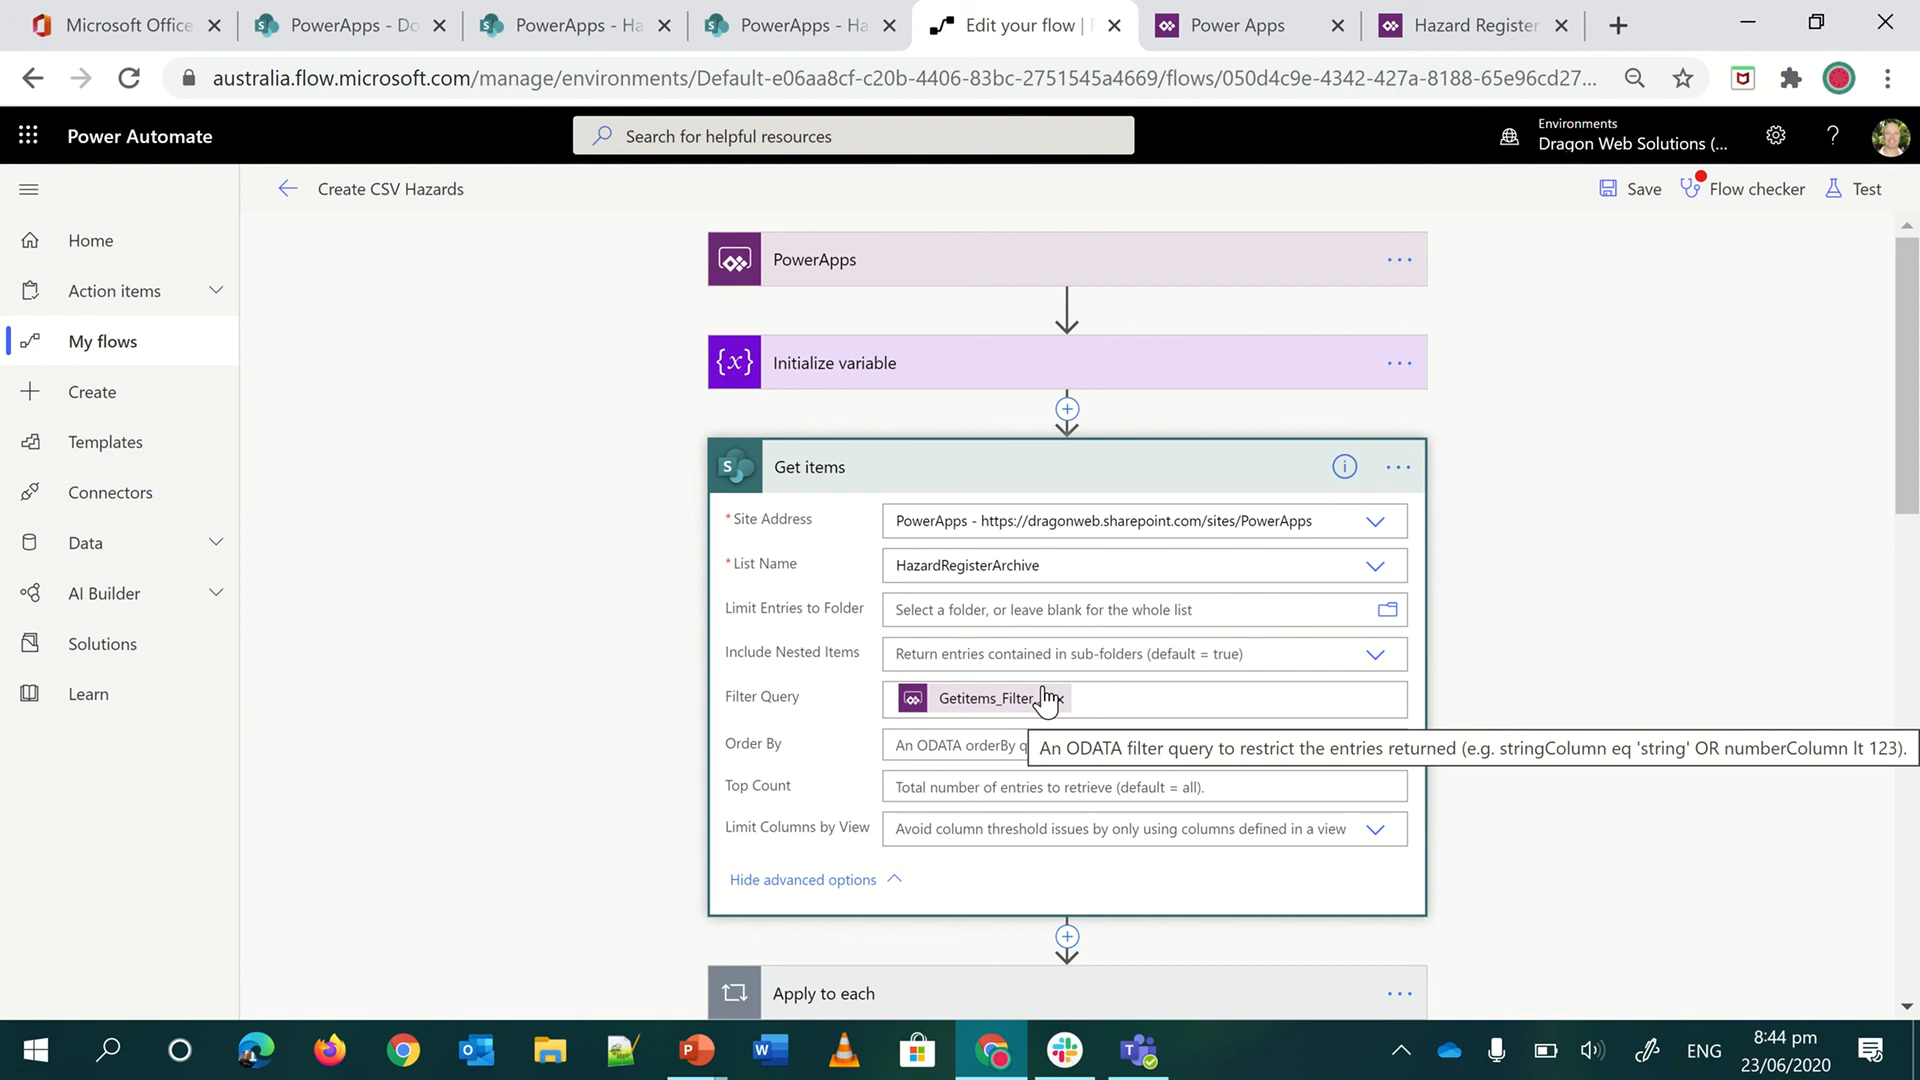 Microsoft Office
PowerApps - Do
PowerApps - Ha
PowerApps - Ha
Edit your flow |
Power Apps
Hazard Register
australia.flow.microsoft.com/manage/environments/Default-e06aa8cf-c20b-4406-83bc-2751545a4669/flows/050d4c9e-4342-427a-8188-65e96cd27...
Power Automate
Search for helpful resources
Environments
Dragon Web Solutions (...
Create CSV Hazards
Save
Flow checker
Test
Home
Action items
My flows
Create
Templates
Connectors
Data
AI Builder
Solutions
Learn
PowerApps
{x} Initialize variable
Get items
* Site Address
PowerApps - https://dragonweb.sharepoint.com/sites/PowerApps
* List Name
HazardRegisterArchive
Limit Entries to Folder
Select a folder, or leave blank for the whole list
Include Nested Items
Return entries contained in sub-folders (default = true)
Filter Query
Getitems_Filter
Order By
An ODATA orderBy q
An ODATA filter query to restrict the entries returned (e.g. stringColumn eq 'string' OR numberColumn lt 123).
Top Count
Total number of entries to retrieve (default = all).
Limit Columns by View
Avoid column threshold issues by only using columns defined in a view
Hide advanced options
Apply to each
ENG
8:44 pm
23/06/2020